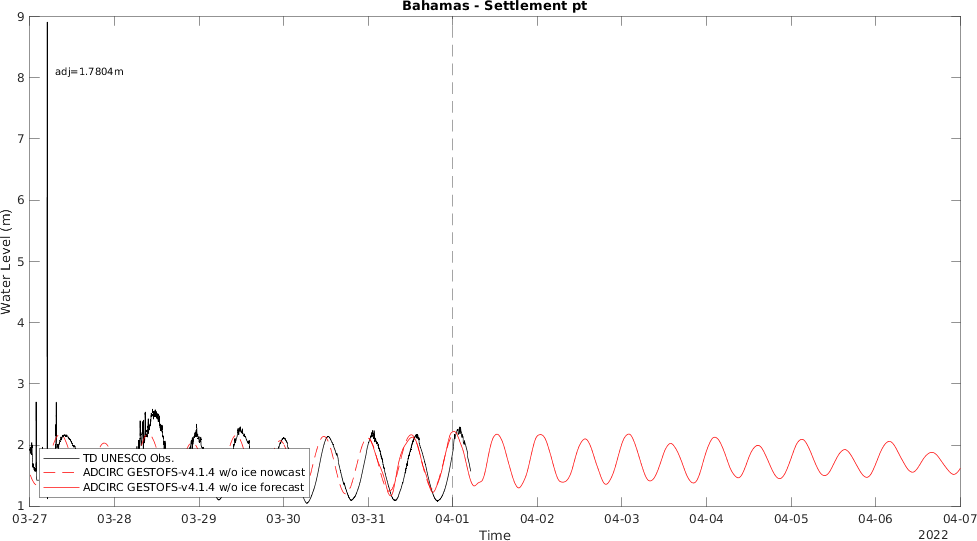 Bahamas - Settlement pt
9
adj=1.7804m
8
7
6
5
4
3
2
1
Water Level (m)
TD UNESCO Obs.
ADCIRC GESTOFS-v4.1.4 w/o ice nowcast
ADCIRC GESTOFS-v4.1.4 w/o ice forecast
03-27 03-28 03-29 03-30 03-31 04-01 04-02 04-03 04-04 04-05 04-06 04-07
Time
2022